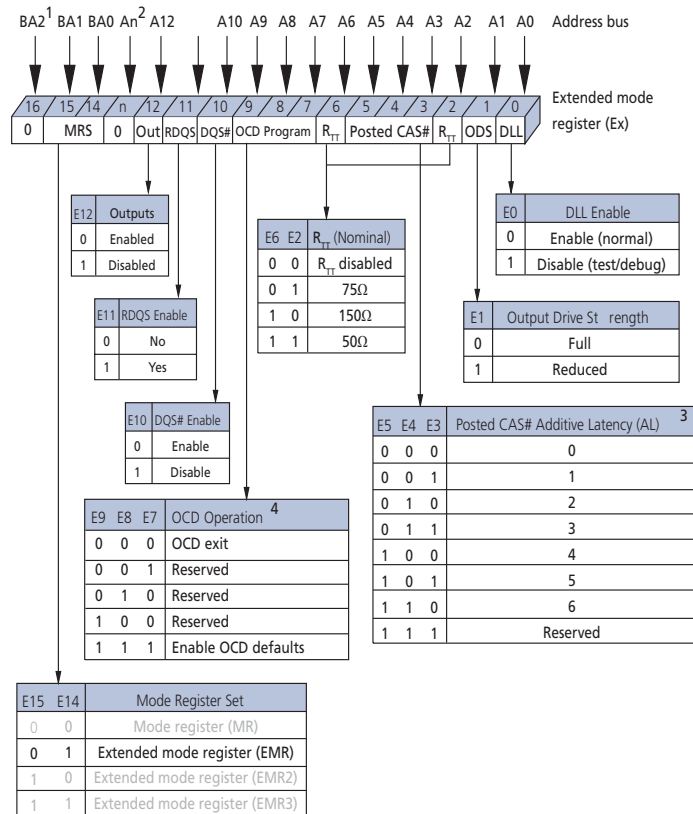 BA2¹ BA1 BA0 An² A12 A10 A9 A8 A7 A6 A5 A4 A3 A2 A1 A0 Address bus
16 15 14 n 12 11 10 9 8 7 6 5 4 3 2 1 0
0 MRS 0 Out RDQS DQS# OCD Program RTT Posted CAS# RTT ODS DLL
Extended mode
register (Ex)
E12 Outputs
0 Enabled
1 Disabled
E11 RDQS Enable
0 No
1 Yes
E10 DQS# Enable
0 Enable
1 Disable
E6 E2 RTT (Nominal)
0 0 RTT disabled
0 1 75Ω
1 0 150Ω
1 1 50Ω
E0 DLL Enable
0 Enable (normal)
1 Disable (test/debug)
E1 Output Drive St rength
0 Full
1 Reduced
E5 E4 E3 Posted CAS# Additive Latency (AL) 3
0 0 0 0
0 0 1 1
0 1 0 2
0 1 1 3
1 0 0 4
1 0 1 5
1 1 0 6
1 1 1 Reserved
E9 E8 E7 OCD Operation 4
0 0 0 OCD exit
0 0 1 Reserved
0 1 0 Reserved
1 0 0 Reserved
1 1 1 Enable OCD defaults
E15 E14 Mode Register Set
0 0 Mode register (MR)
0 1 Extended mode register (EMR)
1 0 Extended mode register (EMR2)
1 1 Extended mode register (EMR3)